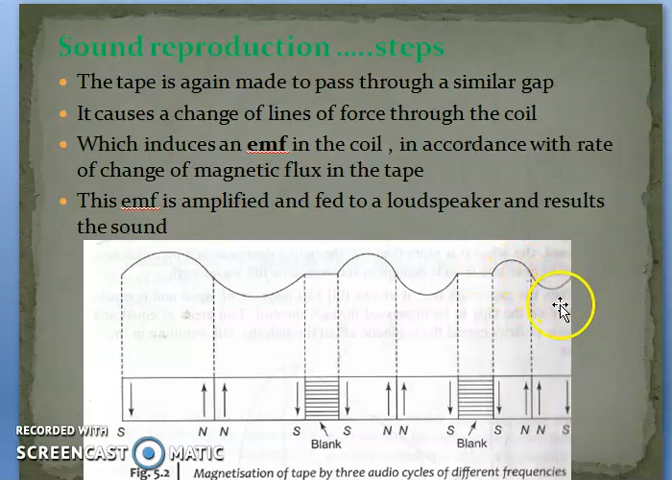 Sound reproduction .....steps
The tape is again made to pass through a similar gap
It causes a change of lines of force through the coil
Which induces an emf in the coil , in accordance with rate
of change of magnetic flux in the tape
This emf is amplified and fed to a loudspeaker and results
the sound
S N N S S N N S S N N S
Blank Blank
Fig. 5.2 Magnetisation of tape by three audio cycles of different frequencies
RECORDED WITH
SCREENCAST MATIC